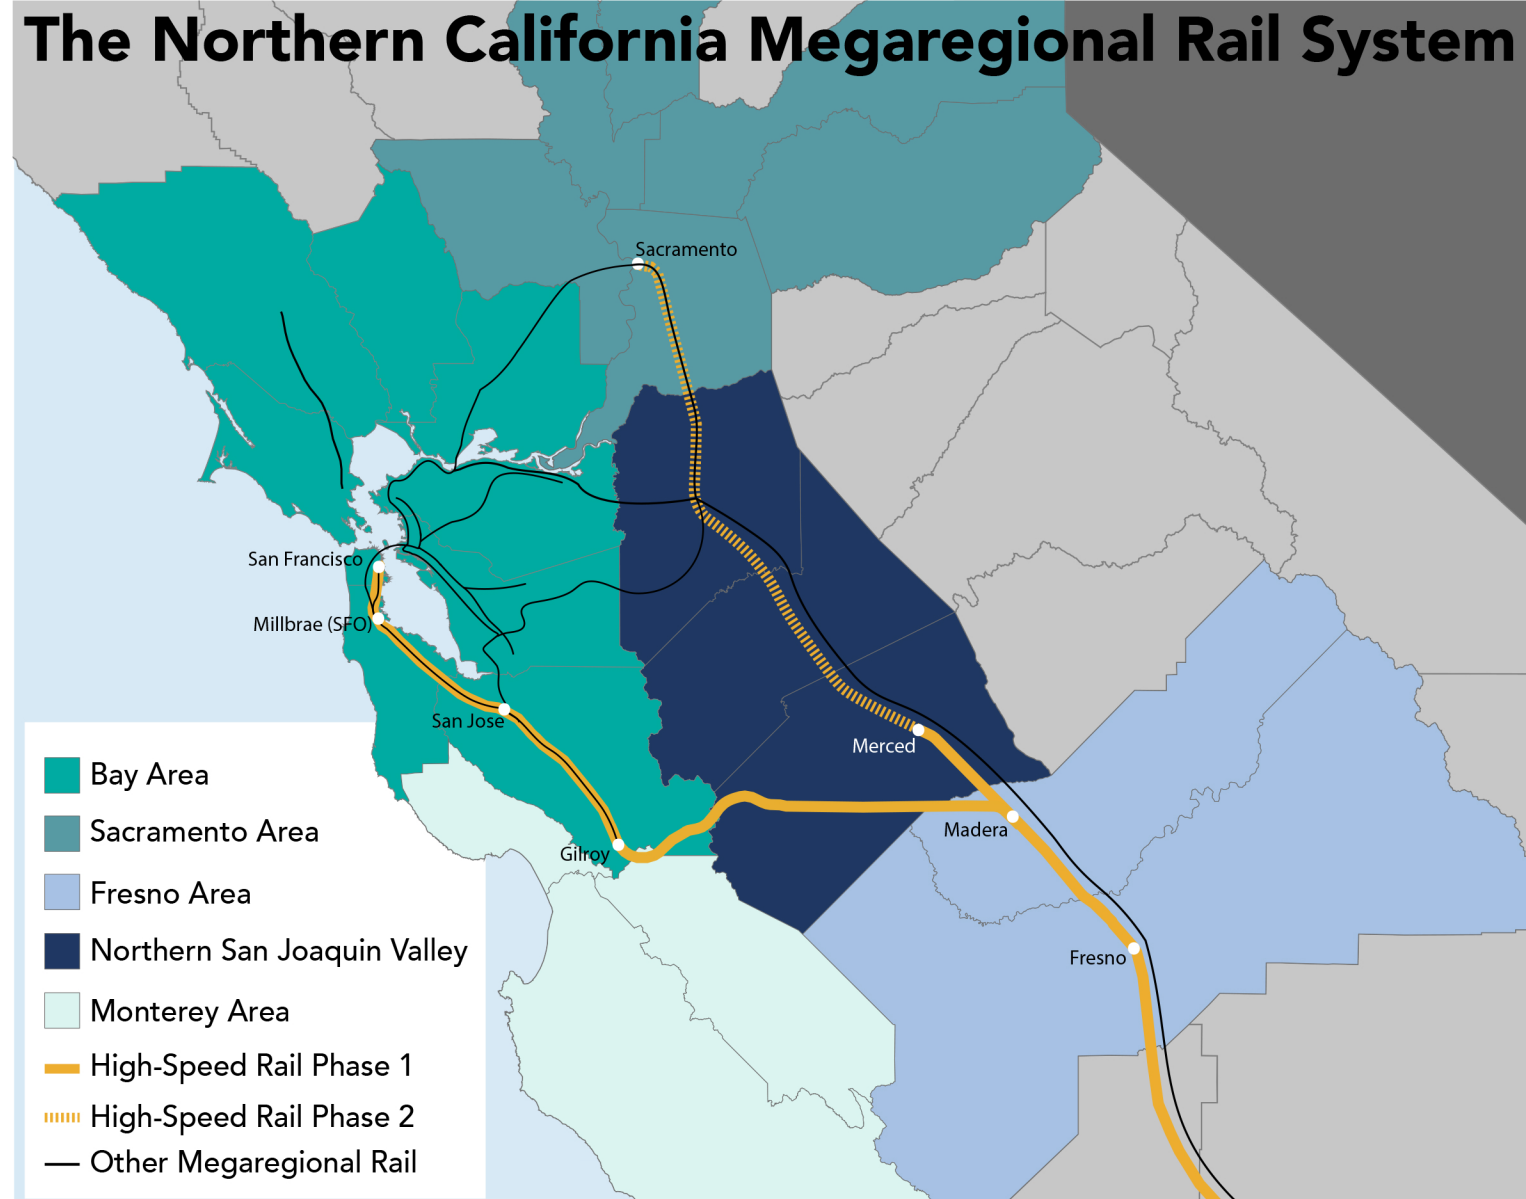 The Northern California Megaregional Rail System
Sacramento
San Francisco
Millbrae (SFO)
San Jose
Merced
Madera
Gilroy
Fresno
Bay Area
Sacramento Area
Fresno Area
Northern San Joaquin Valley
Monterey Area
High-Speed Rail Phase 1
High-Speed Rail Phase 2
Other Megaregional Rail